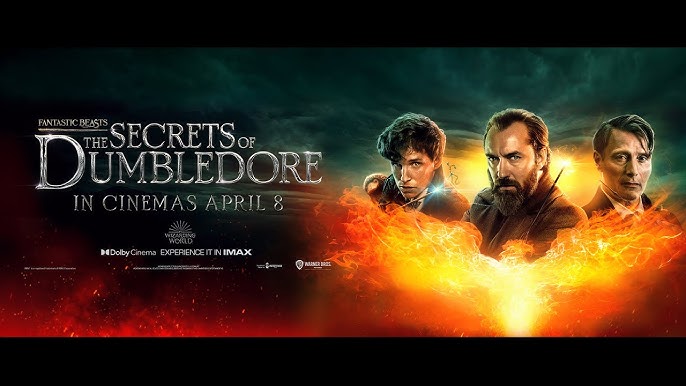 FANTASTIC BEASTS
THE SECRETS OF
DUMBLEDORE
IN CINEMAS APRIL 8
WIZARDING
WORLD
Dolby Cinema EXPERIENCE IT IN IMAX
WARNER BROS.